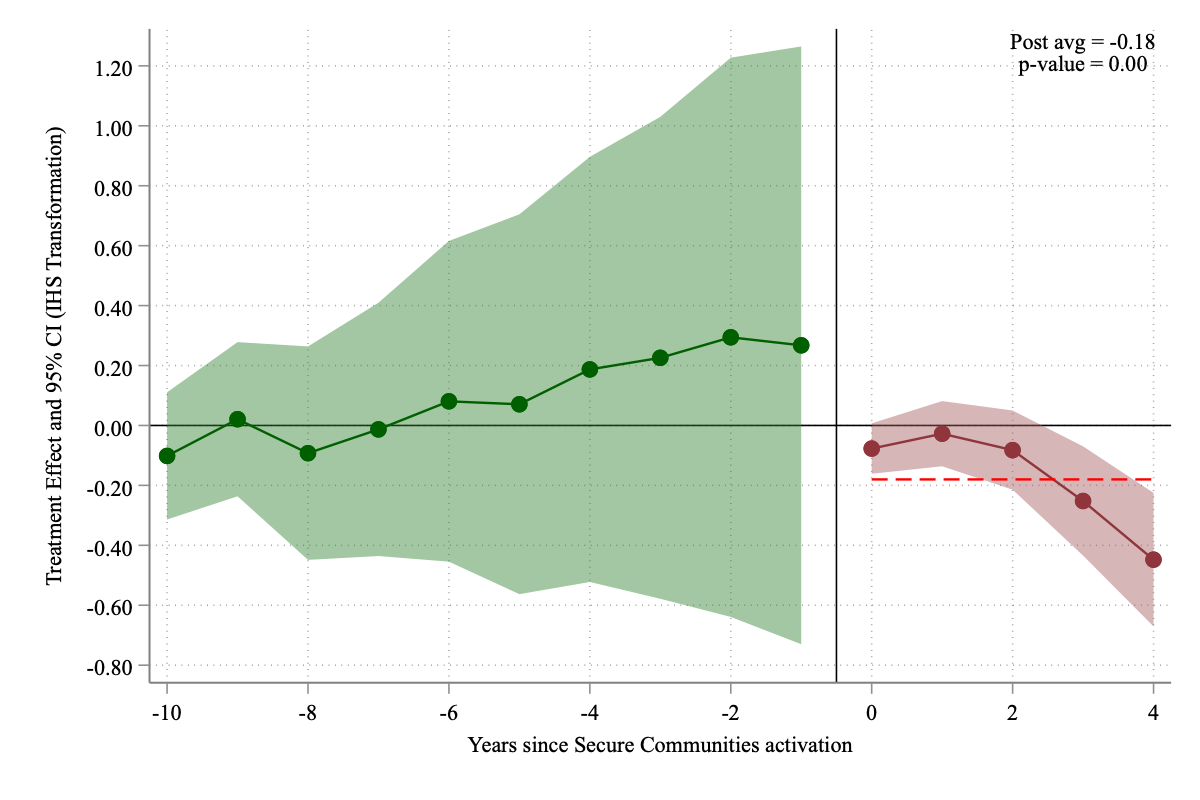 Post avg = -0.18
p-value = 0.00
Treatment Effect and 95% CI (IHS Transformation)
1.20
1.00
0.80
0.60
0.40
0.20
0.00
-0.20
-0.40
-0.60
-0.80
-10 -8 -6 -4 -2 0 2 4
Years since Secure Communities activation